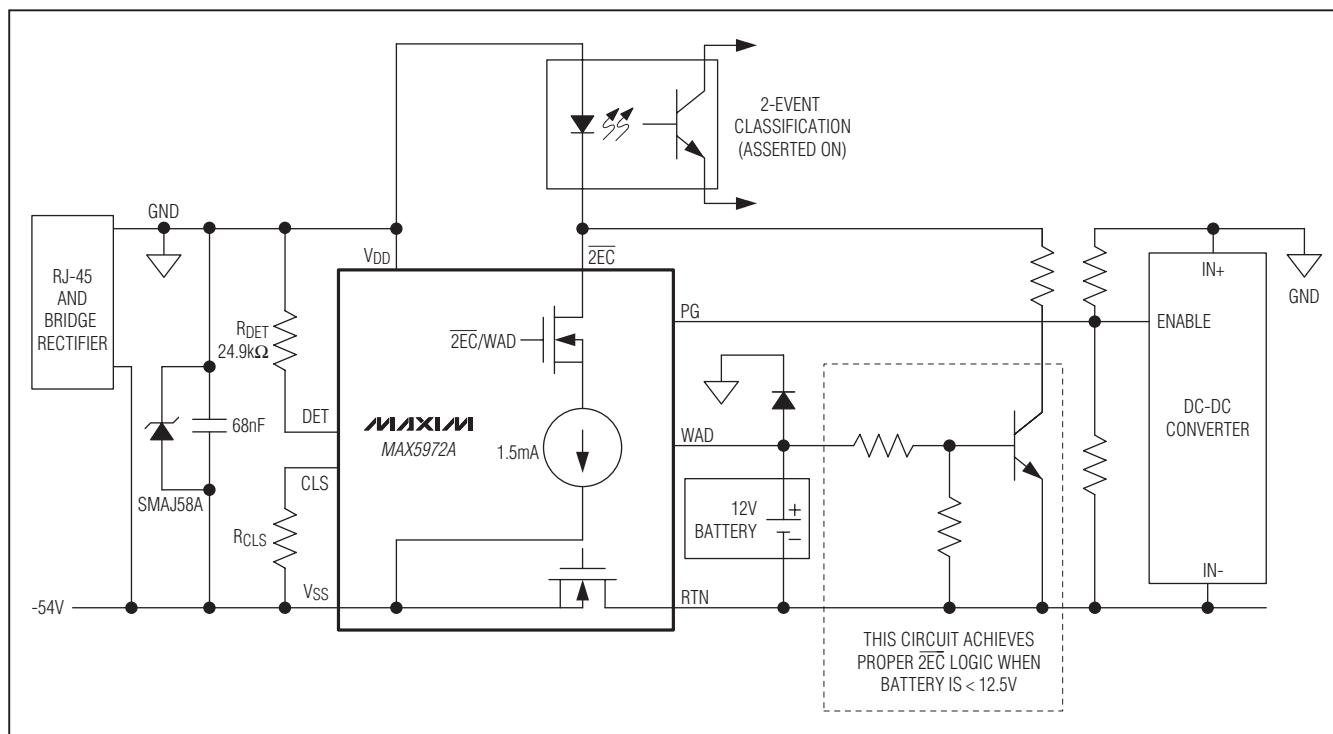 2-EVENT
CLASSIFICATION
(ASSERTED ON)
GND
RJ-45
AND
BRIDGE
RECTIFIER
VDD
2EC
IN+
GND
RDET
24.9kΩ
2EC/WAD
PG
ENABLE
DC-DC
CONVERTER
68nF
DET
MAXIM
MAX5972A
1.5mA
WAD
SMAJ58A
CLS
RCLS
12V
BATTERY
+
-
IN-
-54V
VSS
RTN
THIS CIRCUIT ACHIEVES
PROPER 2EC LOGIC WHEN
BATTERY IS < 12.5V